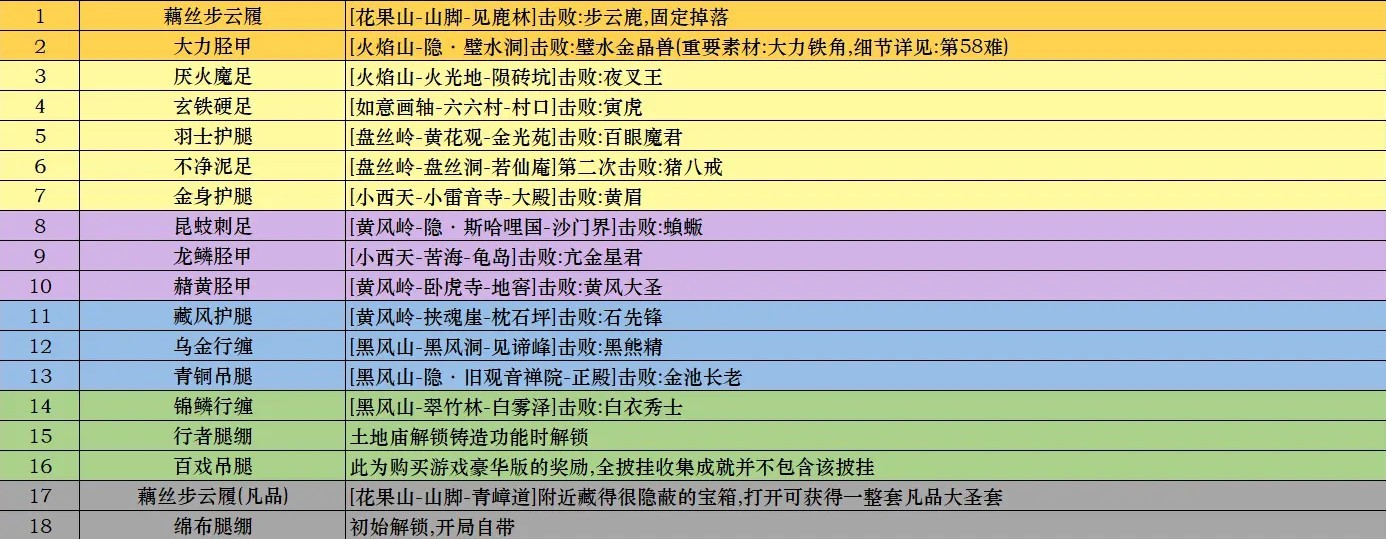 1 藕丝步云履 [花果山-山脚-见鹿林]击败:步云鹿,固定掉落
2 大力胫甲 [火焰山-隐·璧水洞]击败:璧水金晶兽(重要素材:大力铁角,细节详见:第58难)
3 厌火魔足 [火焰山-火光地-陨砖坑]击败:夜叉王
4 玄铁硬足 [如意画轴-六六村-村口]击败:寅虎
5 羽士护腿 [盘丝岭-黄花观-金光苑]击败:百眼魔君
6 不净泥足 [盘丝岭-盘丝洞-若仙庵]第二次击败:猪八戒
7 金身护腿 [小西天-小雷音寺-大殿]击败:黄眉
8 昆蚑刺足 [黄风岭-隐·斯哈哩国-沙门界]击败:蝜蝂
9 龙鳞胫甲 [小西天-苦海-龟岛]击败:亢金星君
10 赭黄胫甲 [黄风岭-卧虎寺-地窖]击败:黄风大圣
11 藏风护腿 [黄风岭-挟魂崖-枕石坪]击败:石先锋
12 乌金行缠 [黑风山-黑风洞-见谛峰]击败:黑熊精
13 青铜吊腿 [黑风山-隐·旧观音禅院-正殿]击败:金池长老
14 锦鳞行缠 [黑风山-翠竹林-白雾泽]击败:白衣秀士
15 行者腿绷 土地庙解锁铸造功能时解锁
16 百戏吊腿 此为购买游戏豪华版的奖励,全披挂收集成就并不包含该披挂
17 藕丝步云履(凡品) [花果山-山脚-青嶂道]附近藏得很隐蔽的宝箱,打开可获得一整套凡品大圣套
18 绵布腿绷 初始解锁,开局自带